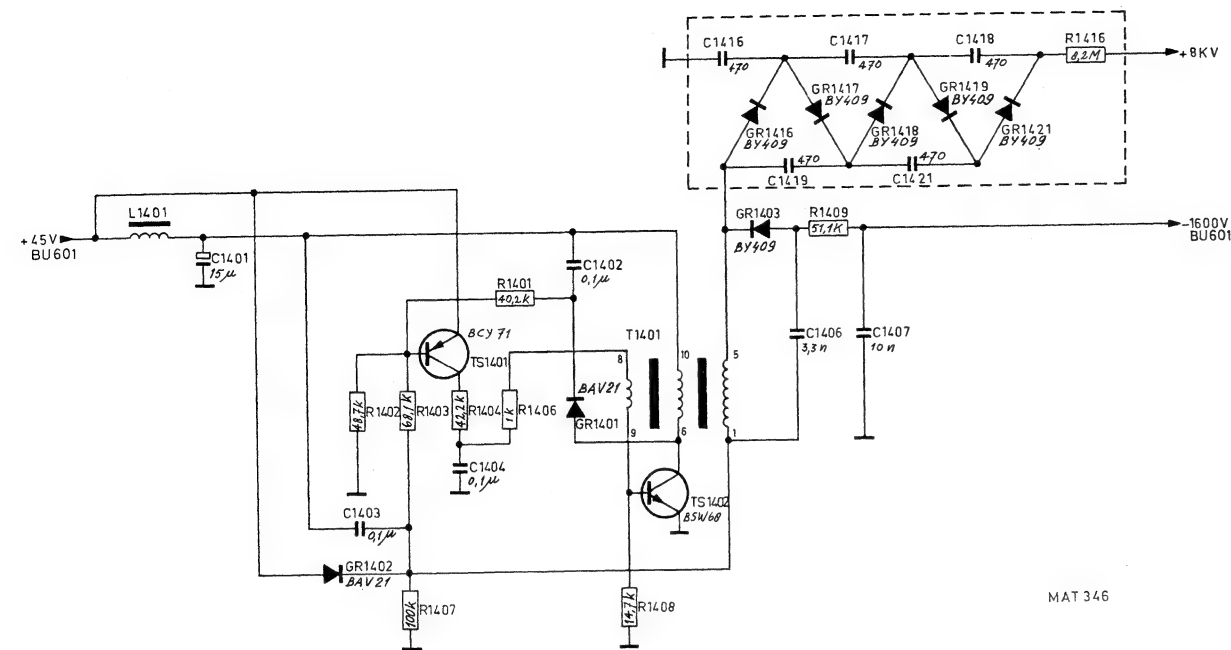 C1416
470
C1417
470
C1418
470
R1416
8,2M
+8KV
GR1417
BY409
GR1419
BY409
GR1416
BY409
GR1418
BY409
GR1421
BY409
470
C1419
470
C1421
L1401
+45V
BU601
C1401
15µ
GR1403
BY409
R1409
51,1K
-1600V
BU601
C1402
0,1µ
R1401
40,2k
BCY71
TS1401
T1401
C1406
3,3n
C1407
10n
8
10
5
BAV21
48,7k
R1402
68,1K
R1403
42,2k
R1404
1k
R1406
GR1401
9
6
1
C1404
0,1µ
TS1402
BSW68
C1403
0,1µ
GR1402
BAV21
100k
R1407
14,7k
R1408
MAT 346